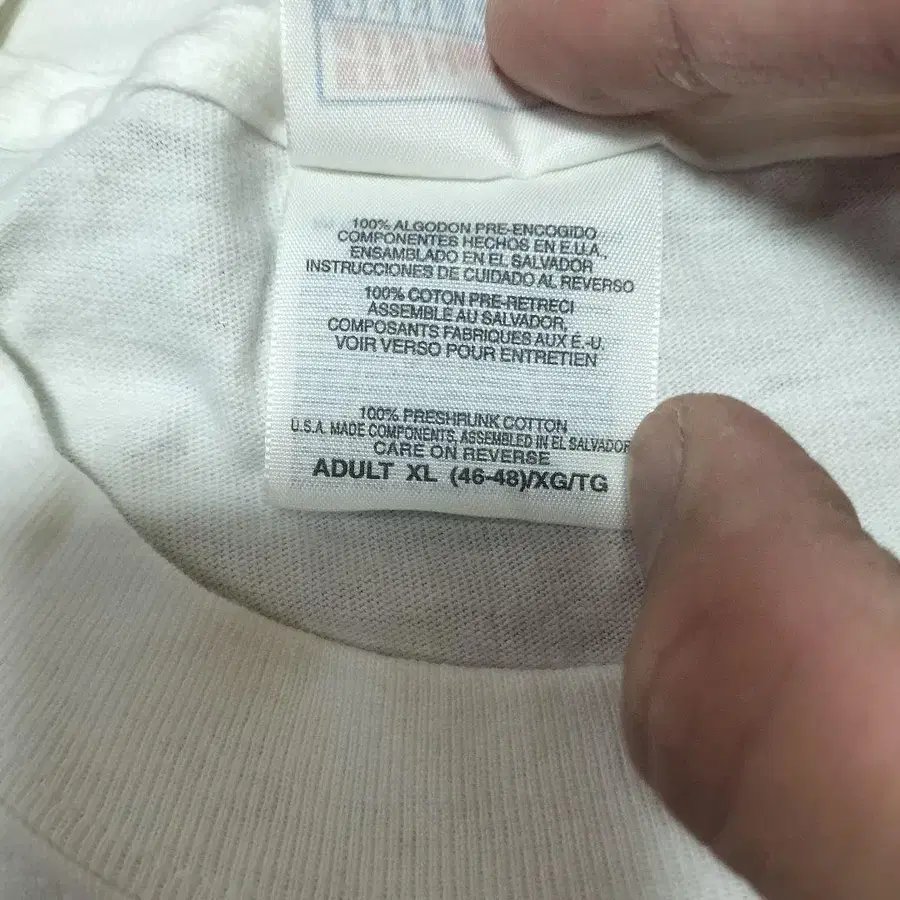 100% ALGODON PRE-ENCOGIDO
COMPONENTES HECHOS EN E.U.A.,
ENSAMBLADO EN EL SALVADOR
INSTRUCCIONES DE CUIDADO AL REVERSO
100% COTON PRE-RETRECI
ASSEMBLÉ AU SALVADOR,
COMPOSANTS FABRIQUES AUX É.-U.
VOIR VERSO POUR ENTRETIEN
100% PRESHRUNK COTTON
U.S.A. MADE COMPONENTS, ASSEMBLED IN EL SALVADOR
CARE ON REVERSE
ADULT XL (46-48)/XG/TG